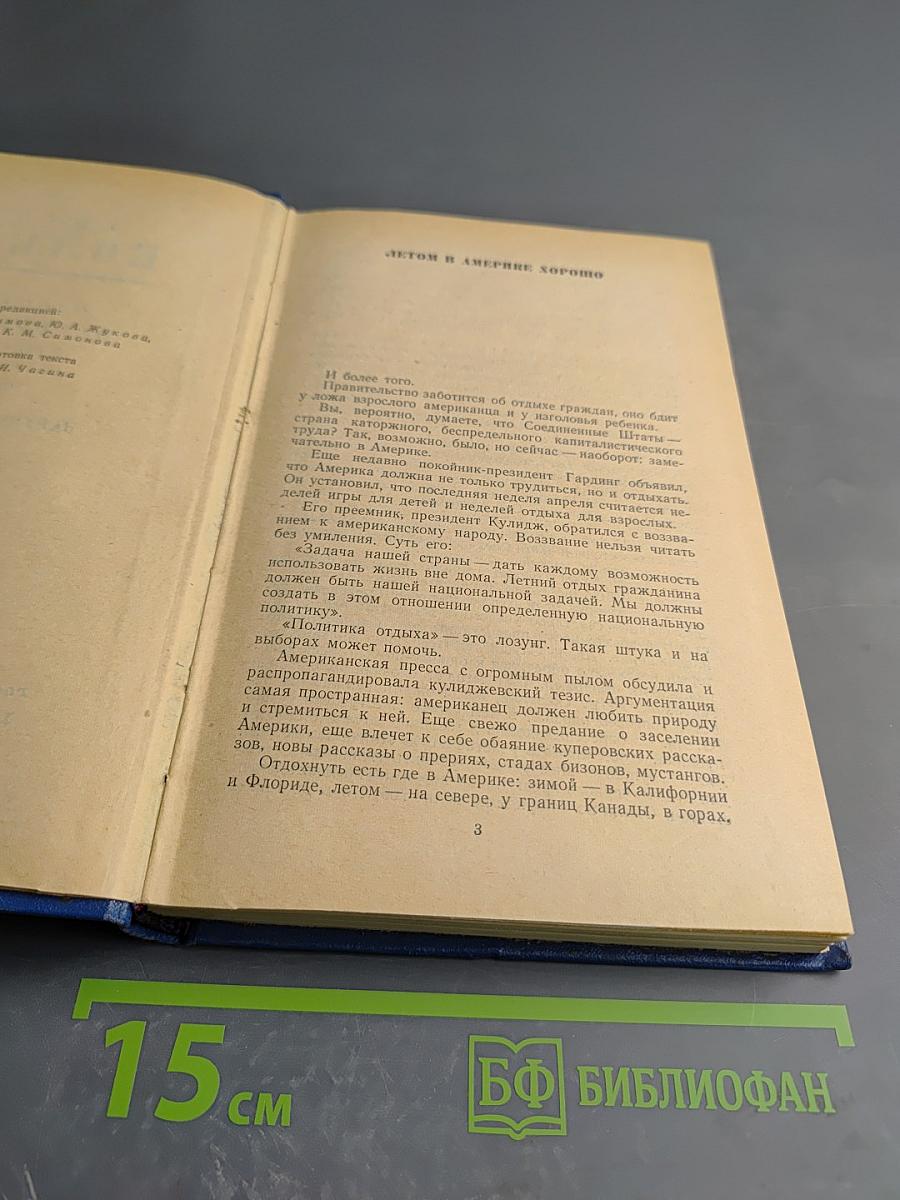 редакцией:
Ю. А. Жукова,
К. М. Симонова
текста
Чагина
ЛЕТОМ В АМЕРИКЕ ХОРОШО
И более того.
Правительство заботится об отдыхе граждан, оно бдит
у ложа взрослого американца и у изголовья ребенка.
Вы, вероятно, думаете, что Соединенные Штаты —
страна каторжного, беспредельного капиталистического
труда? Так, возможно, было, но сейчас — наоборот: заме-
чательно в Америке.
Еще недавно покойник-президент Гардинг объявил,
что Америка должна не только трудиться, но и отдыхать.
Он установил, что последняя неделя апреля считается не-
делей игры для детей и неделей отдыха для взрослых.
Его преемник, президент Кулидж, обратился с воззва-
нием к американскому народу. Воззвание нельзя читать
без умиления. Суть его:
«Задача нашей страны — дать каждому возможность
использовать жизнь вне дома. Летний отдых гражданина
должен быть нашей национальной задачей. Мы должны
создать в этом отношении определенную национальную
политику».
«Политика отдыха» — это лозунг. Такая штука и на
выборах может помочь.
Американская пресса с огромным пылом обсудила и
распропагандировала кулиджевский тезис. Аргументация
самая пространная: американец должен любить природу
и стремиться к ней. Еще свежо предание о заселении
Америки, еще влечет к себе обаяние куперовских расска-
зов, новы рассказы о прериях, стадах бизонов, мустангов.
Отдохнуть есть где в Америке: зимой — в Калифорнии
и Флориде, летом — на севере, у границ Канады, в горах,
3
15 см
БФ БИБЛИОФАН